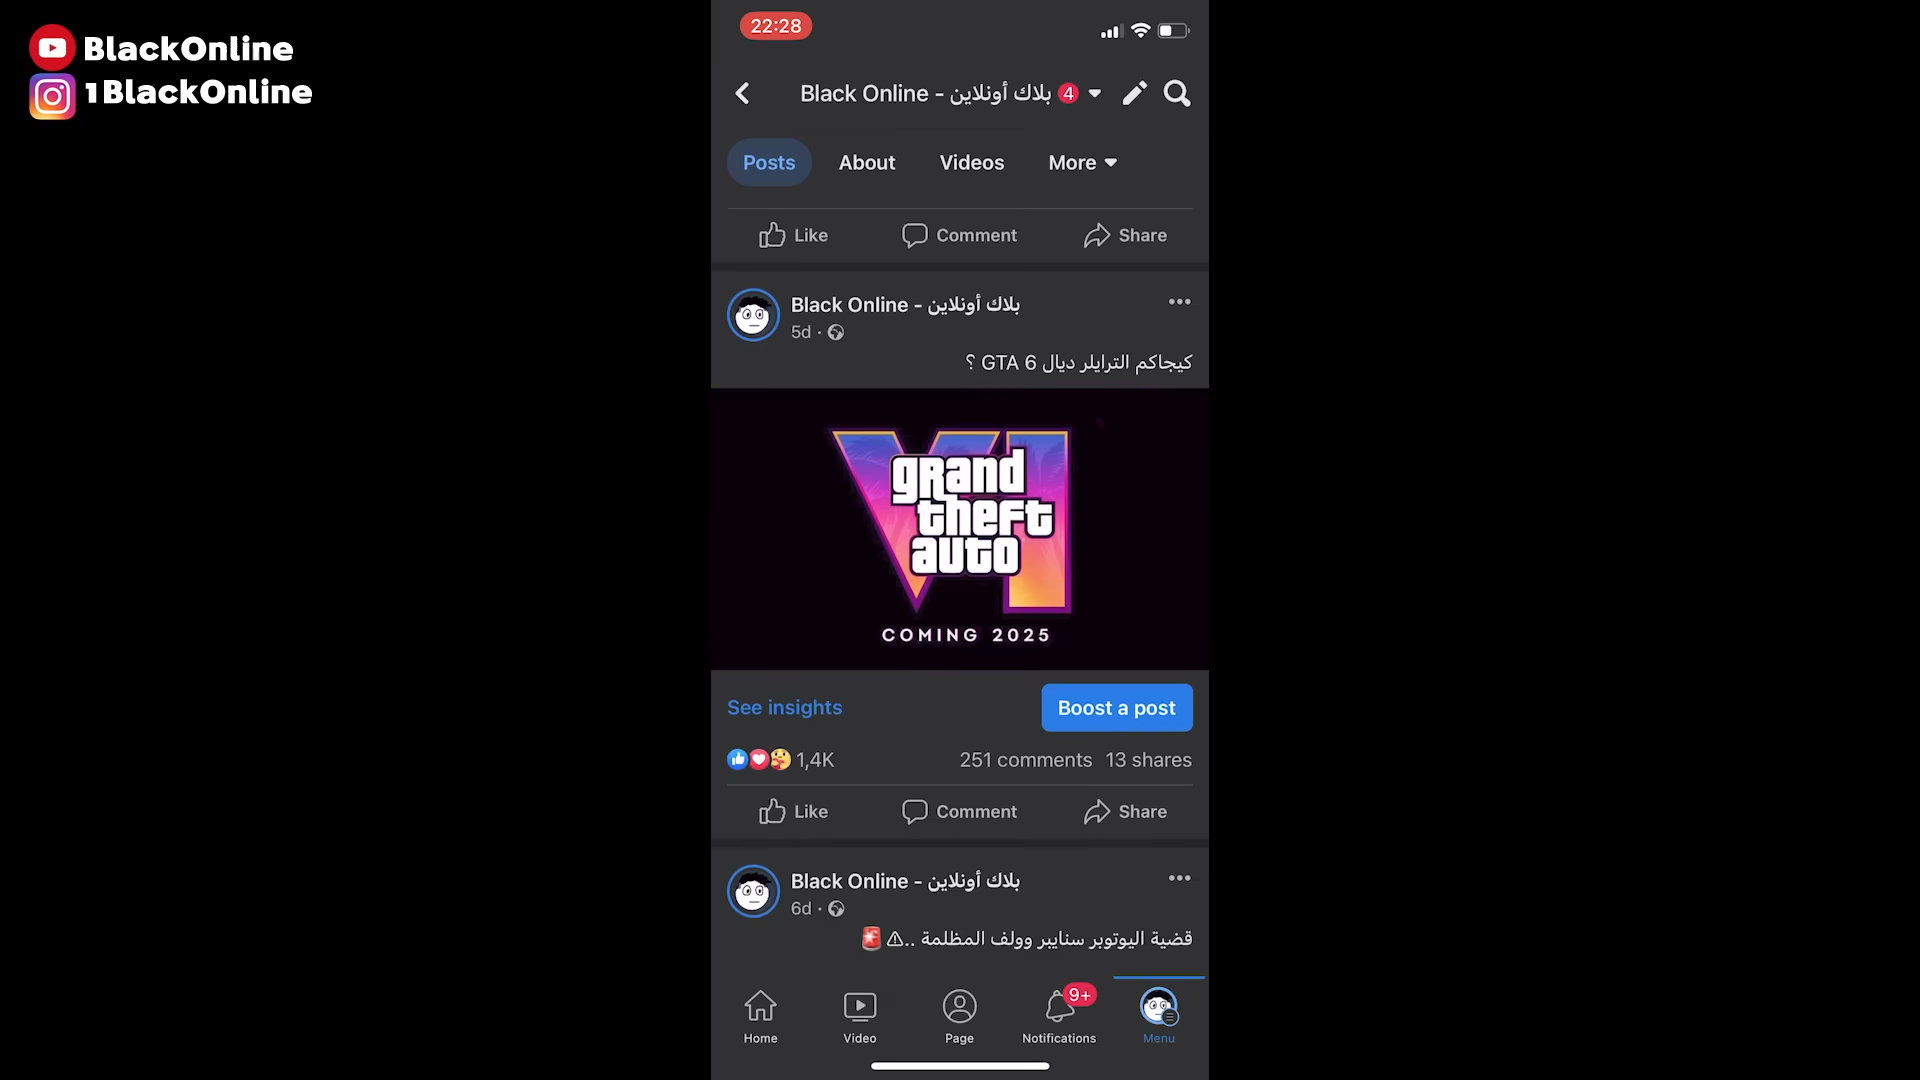 BlackOnline
1BlackOnline
22:28
Black Online - بلاك أونلاين 4
Posts About Videos More
Like Comment Share
Black Online - بلاك أونلاين
5d ·
كيجاكم الترايلر ديال GTA 6 ؟
VI
grand
theft
auto
COMING 2025
See insights Boost a post
1,4K 251 comments 13 shares
Like Comment Share
Black Online - بلاك أونلاين
6d ·
قضية اليوتوبر سنايبر وولف المظلمة ..⚠🚨
9+
Home Video Page Notifications Menu